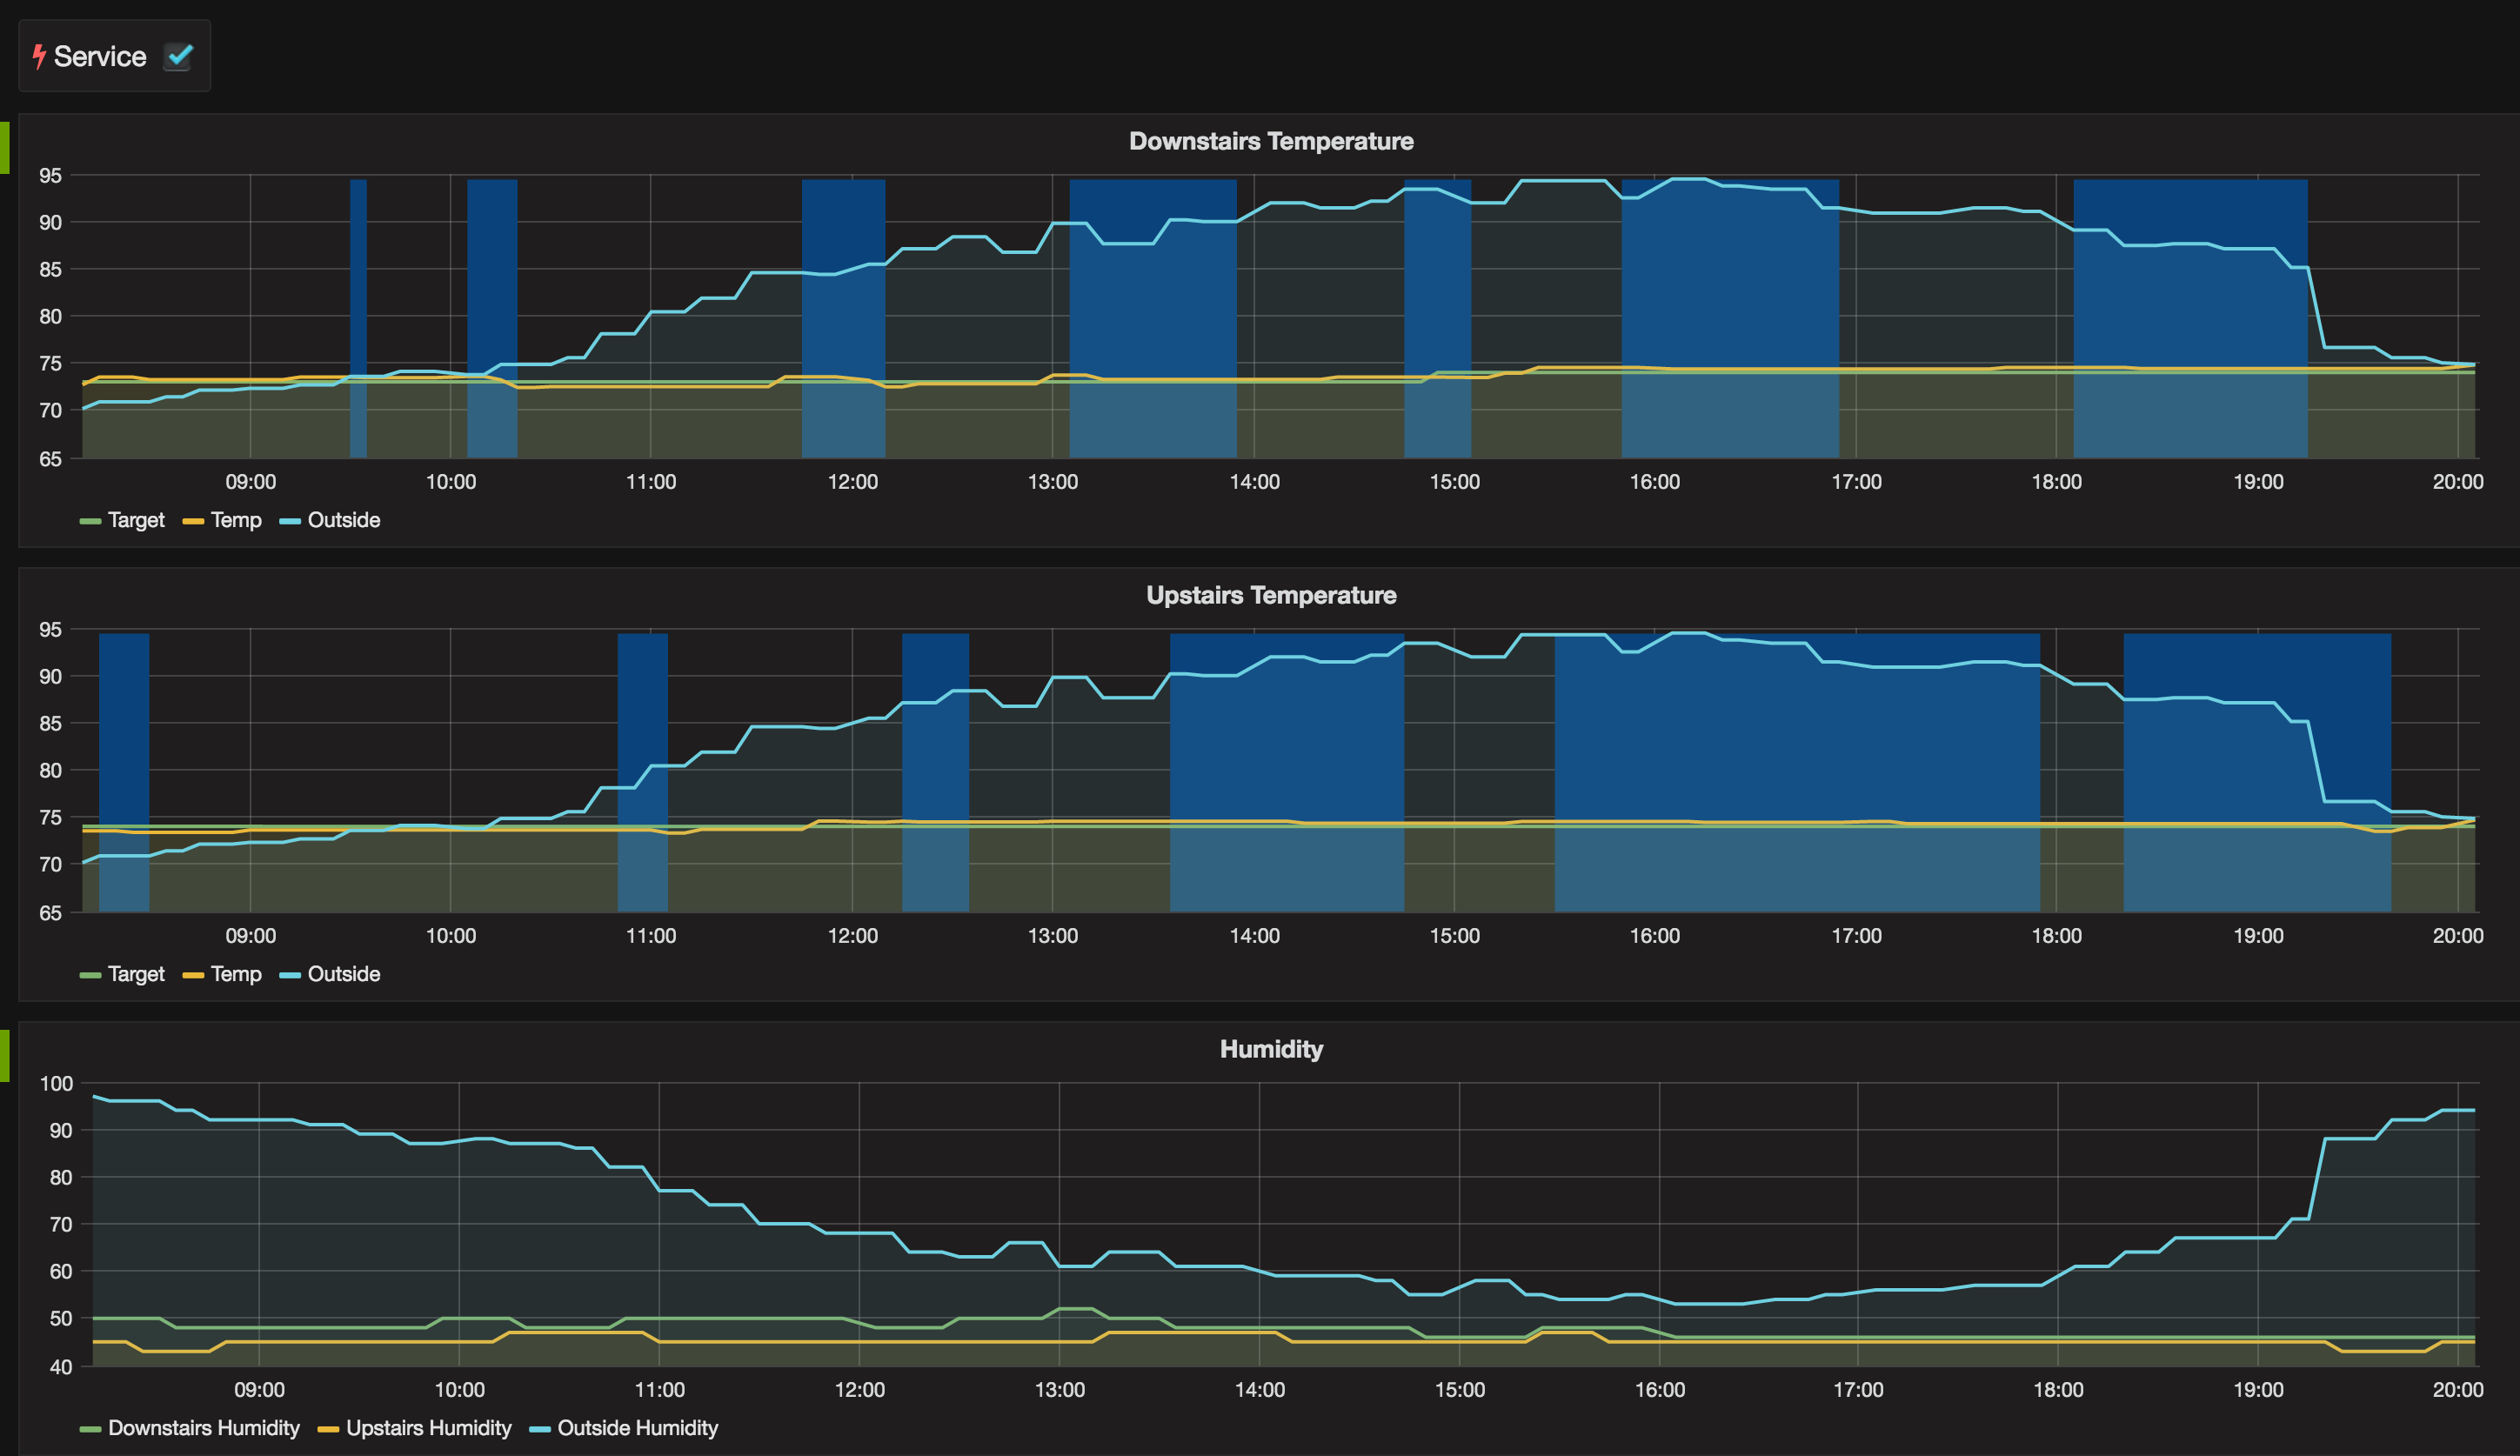 Service
Downstairs Temperature
95
90
85
80
75
70
65
09:00 10:00 11:00 12:00 13:00 14:00 15:00 16:00 17:00 18:00 19:00 20:00
Target Temp Outside
Upstairs Temperature
95
90
85
80
75
70
65
09:00 10:00 11:00 12:00 13:00 14:00 15:00 16:00 17:00 18:00 19:00 20:00
Target Temp Outside
Humidity
100
90
80
70
60
50
40
09:00 10:00 11:00 12:00 13:00 14:00 15:00 16:00 17:00 18:00 19:00 20:00
Downstairs Humidity Upstairs Humidity Outside Humidity